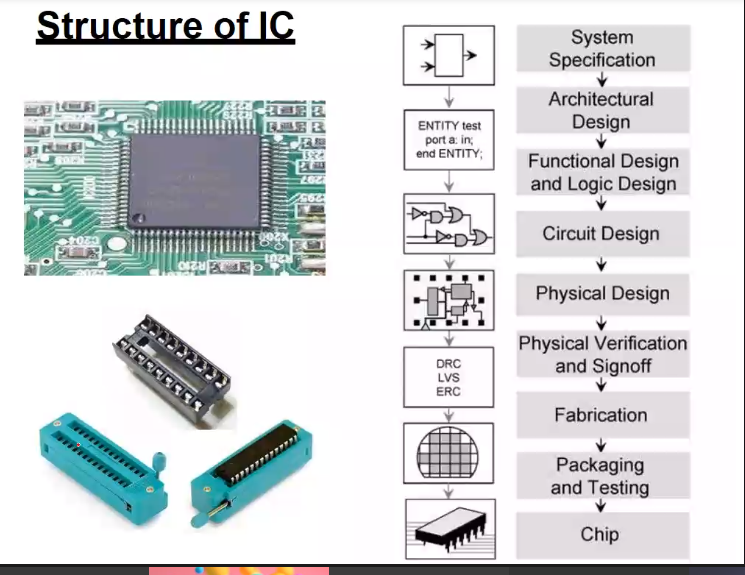 Structure of IC
ENTITY test
port a: in;
end ENTITY;
DRC
LVS
ERC
System
Specification
Architectural
Design
Functional Design
and Logic Design
Circuit Design
Physical Design
Physical Verification
and Signoff
Fabrication
Packaging
and Testing
Chip